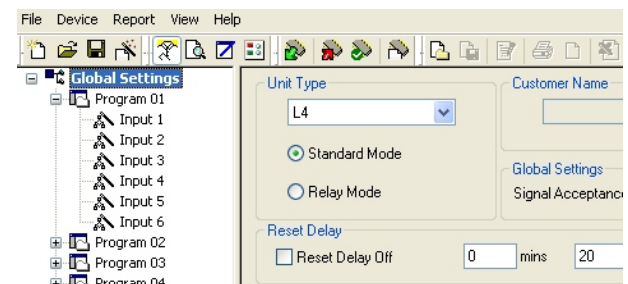 File Device Report View Help
Global Settings
Program 01
Input 1
Input 2
Input 3
Input 4
Input 5
Input 6
Program 02
Program 03
Program 04
Unit Type
L4
Standard Mode
Relay Mode
Customer Name
Global Settings
Signal Acceptance
Reset Delay
Reset Delay Off 0 mins 20